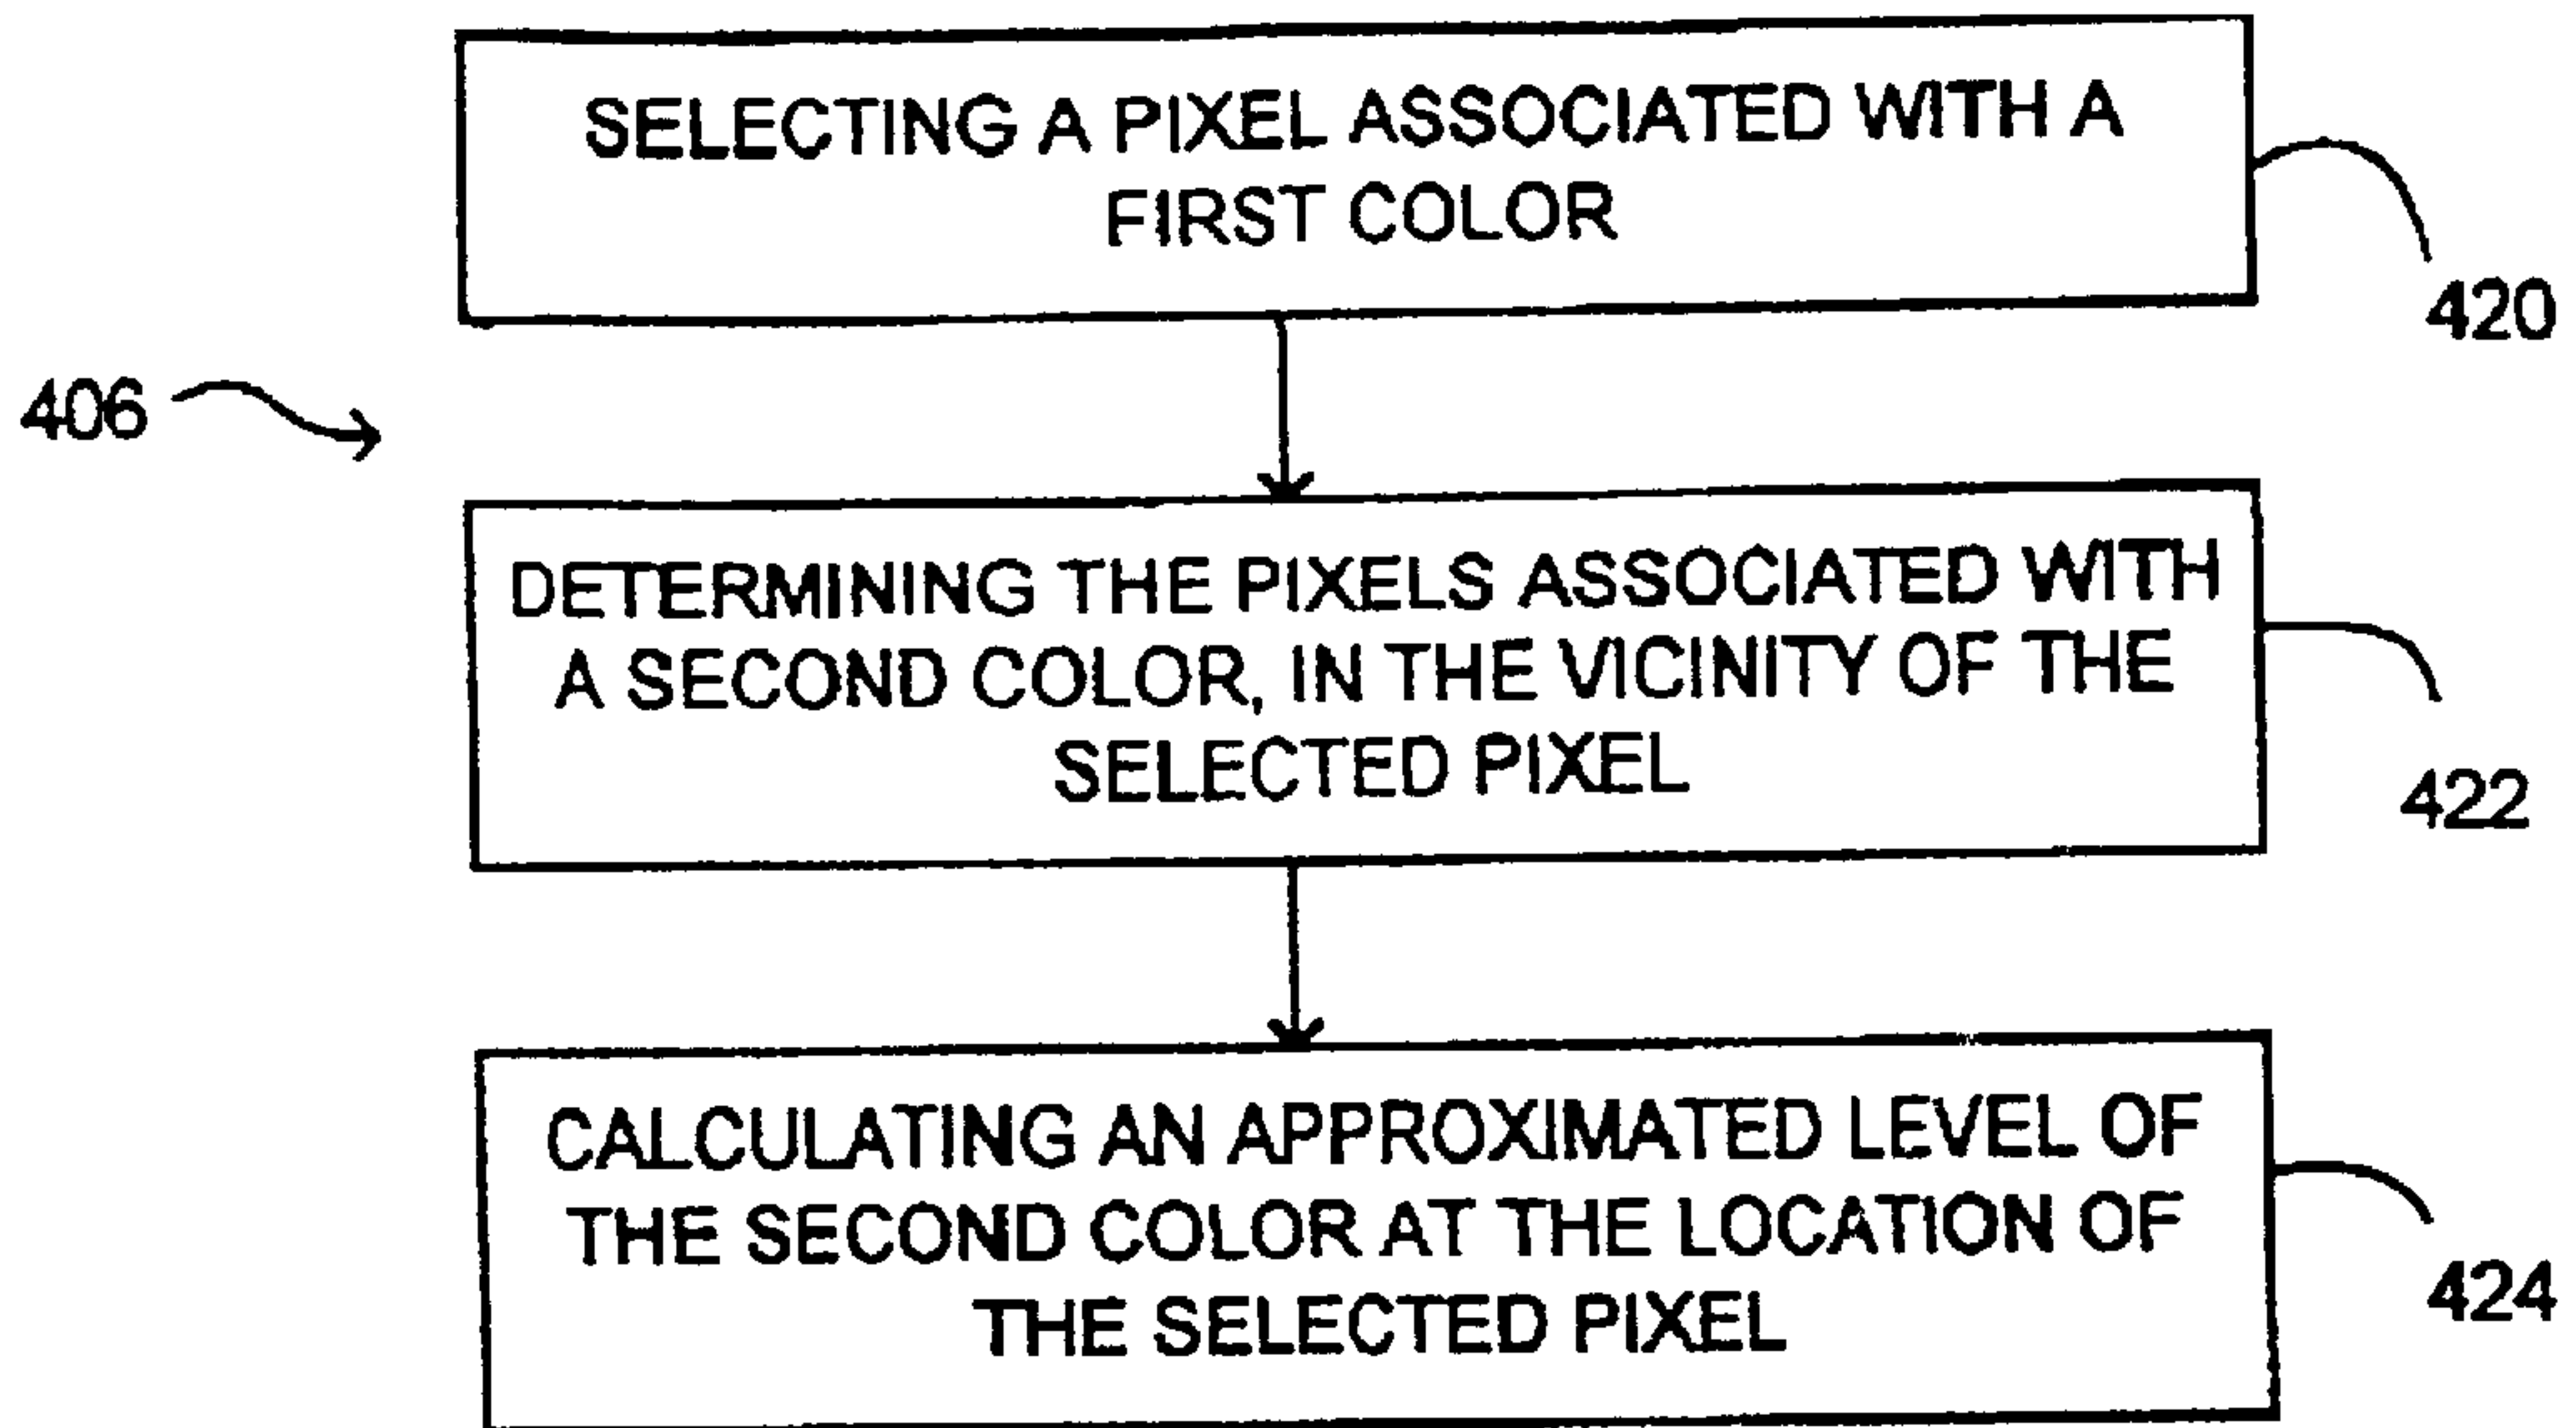 SELECTING A PIXEL ASSOCIATED WITH A
FIRST COLOR
420
406
DETERMINING THE PIXELS ASSOCIATED WITH
A SECOND COLOR, IN THE VICINITY OF THE
SELECTED PIXEL
422
CALCULATING AN APPROXIMATED LEVEL OF
THE SECOND COLOR AT THE LOCATION OF
THE SELECTED PIXEL
424